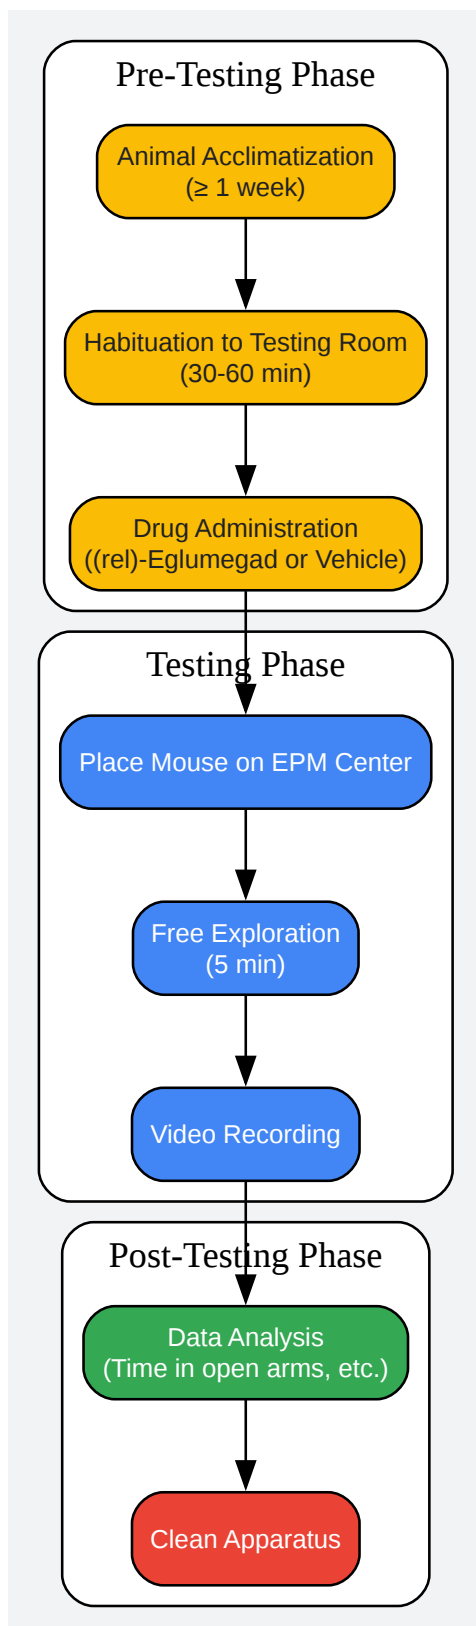 Pre-Testing Phase
Animal Acclimatization
(≥ 1 week)
Habituation to Testing Room
(30-60 min)
Drug Administration
((rel)-Eglumegad or Vehicle)
Testing Phase
Place Mouse on EPM Center
Free Exploration
(5 min)
Video Recording
Post-Testing Phase
Data Analysis
(Time in open arms, etc.)
Clean Apparatus